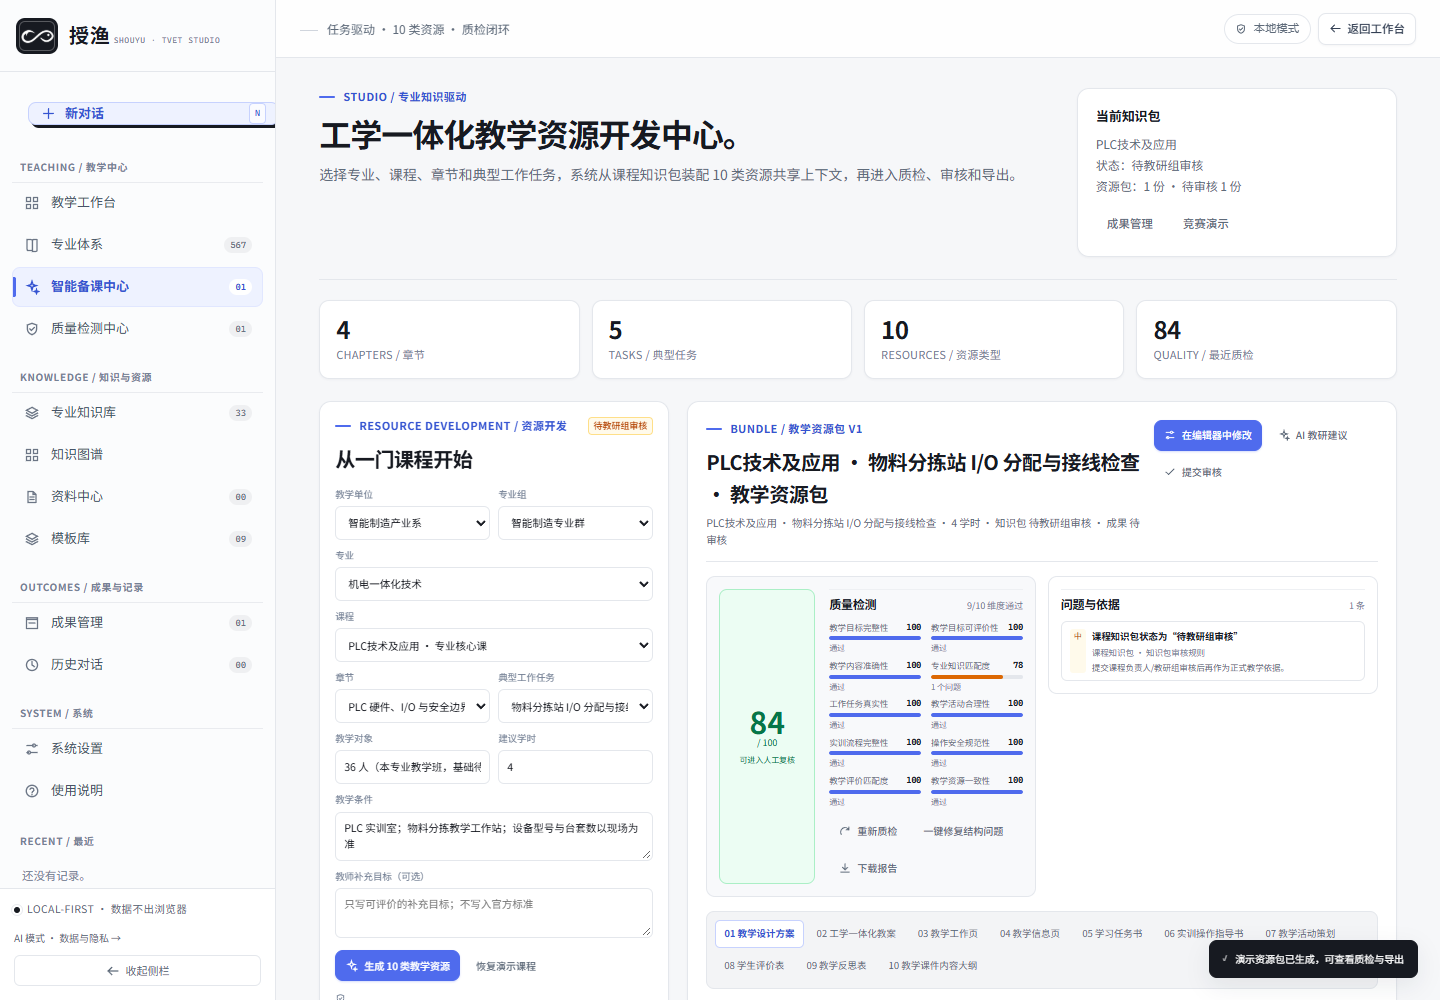 授渔 SHOUYU · TVET STUDIO
新对话 N
TEACHING / 教学中心
教学工作台
专业体系 567
智能备课中心 01
质量检测中心 01
KNOWLEDGE / 知识与资源
专业知识库 33
知识图谱
资料中心 00
模板库 09
OUTCOMES / 成果与记录
成果管理 01
历史对话 00
SYSTEM / 系统
系统设置
使用说明
RECENT / 最近
还没有记录。
LOCAL-FIRST · 数据不出浏览器
AI 模式 · 数据与隐私 →
收起侧栏
任务驱动 · 10 类资源 · 质检闭环
本地模式
返回工作台
STUDIO / 专业知识驱动
工学一体化教学资源开发中心。
选择专业、课程、章节和典型工作任务，系统从课程知识包装配 10 类资源共享上下文，再进入质检、审核和导出。
当前知识包
PLC技术及应用
状态：待教研组审核
资源包：1 份 · 待审核 1 份
成果管理 竞赛演示
4
CHAPTERS / 章节
5
TASKS / 典型任务
10
RESOURCES / 资源类型
84
QUALITY / 最近质检
RESOURCE DEVELOPMENT / 资源开发 待教研组审核
从一门课程开始
教学单位 专业组
智能制造产业系 智能制造专业群
专业
机电一体化技术
课程
PLC技术及应用 · 专业核心课
章节 典型工作任务
PLC 硬件、I/O 与安全边界 物料分拣站 I/O 分配与接线
教学对象 建议学时
36 人（本专业教学班，基础待 4
教学条件
PLC 实训室；物料分拣教学工作站；设备型号与台套数以现场为
准
教师补充目标（可选）
只写可评价的补充目标；不写入官方标准
生成 10 类教学资源 恢复演示课程
BUNDLE / 教学资源包 V1
PLC技术及应用 · 物料分拣站 I/O 分配与接线检查
· 教学资源包
PLC技术及应用 · 物料分拣站 I/O 分配与接线检查 · 4 学时 · 知识包 待教研组审核 · 成果 待
审核
在编辑器中修改 AI 教研建议
提交审核
84
/ 100
可进入人工复核
质量检测 9/10 维度通过
教学目标完整性 100 教学目标可评价性 100
通过 通过
教学内容准确性 100 专业知识匹配度 78
通过 1 个问题
工作任务真实性 100 教学活动合理性 100
通过 通过
实训流程完整性 100 操作安全规范性 100
通过 通过
教学评价匹配度 100 教学资源一致性 100
通过 通过
重新质检 一键修复结构问题
下载报告
问题与依据 1 条
中 课程知识包状态为“待教研组审核”
课程知识包 · 知识包审核规则
提交课程负责人/教研组审核后再作为正式教学依据。
01 教学设计方案 02 工学一体化教案 03 教学工作页 04 教学信息页 05 学习任务书 06 实训操作指导书 07 教学活动策划
08 学生评价表 09 教学反思表 10 教学课件内容大纲
✓ 演示资源包已生成，可查看质检与导出